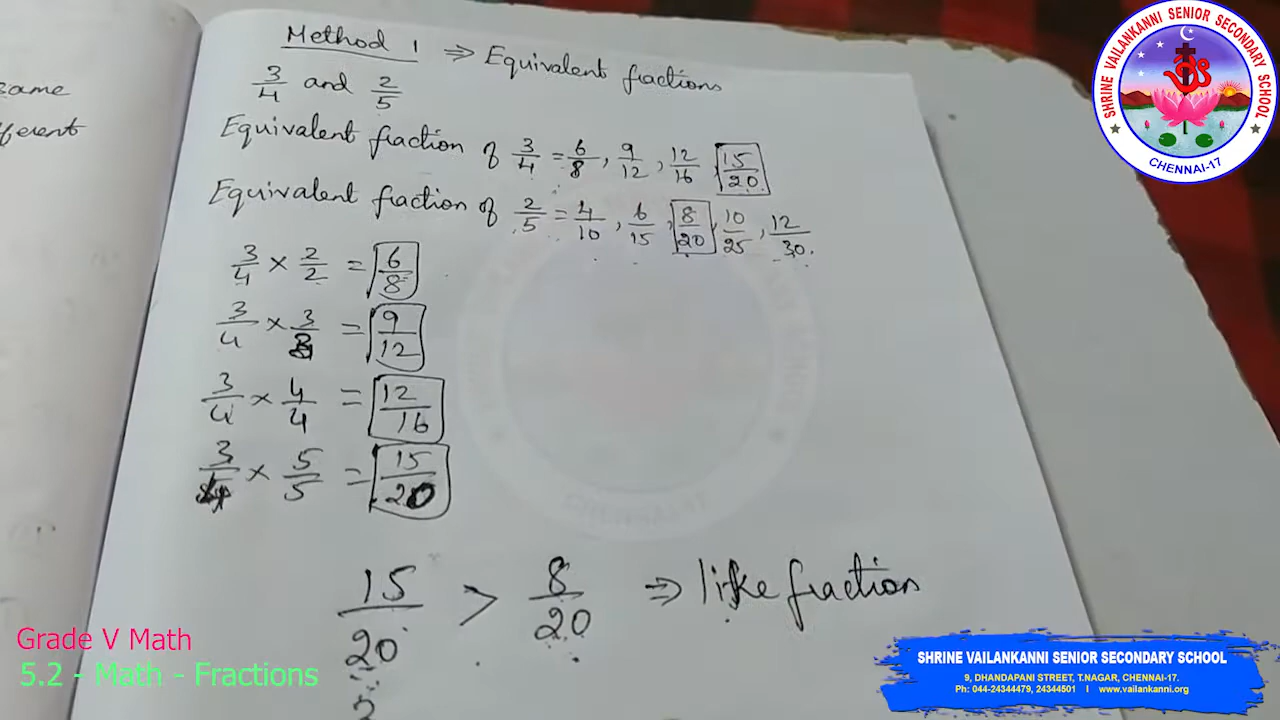 same
fferent
Method 1 ⇒ Equivalent fractions
3/4 and 2/5
Equivalent fraction of 3/4 = 6/8, 9/12, 12/16, 15/20
Equivalent fraction of 2/5 = 4/10, 6/15, 8/20, 10/25, 12/30
3/4 × 2/2 = 6/8
3/4 × 3/3 = 9/12
3/4 × 4/4 = 12/16
3/4 × 5/5 = 15/20
15/20 > 8/20 ⇒ like fraction
Grade V Math
5.2 - Math - Fractions
SHRINE VAILANKANNI SENIOR SECONDARY SCHOOL
CHENNAI-17
SHRINE VAILANKANNI SENIOR SECONDARY SCHOOL
9, DHANDAPANI STREET, T.NAGAR, CHENNAI-17.
Ph: 044-24344479, 24344501 I www.vailankanni.org